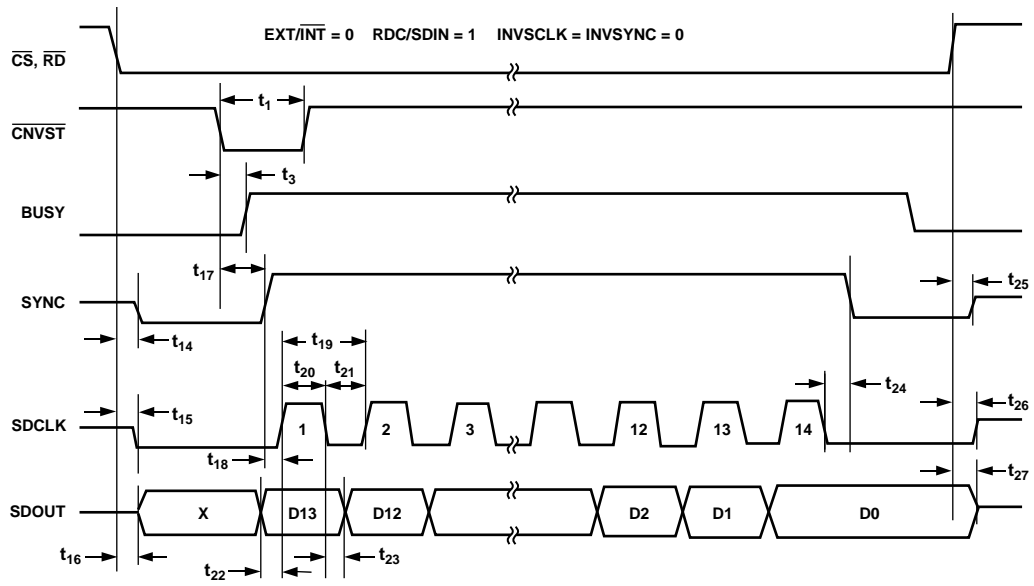 EXT/INT = 0 RDC/SDIN = 1 INVSCLK = INVSYNC = 0
CS, RD
t1
CNVST
t3
BUSY
t17
SYNC
t25
t14
t19
t20 t21
t24
t26
t15
SDCLK
1 2 3 12 13 14
t18
t27
SDOUT
X D13 D12 D2 D1 D0
t16
t22
t23